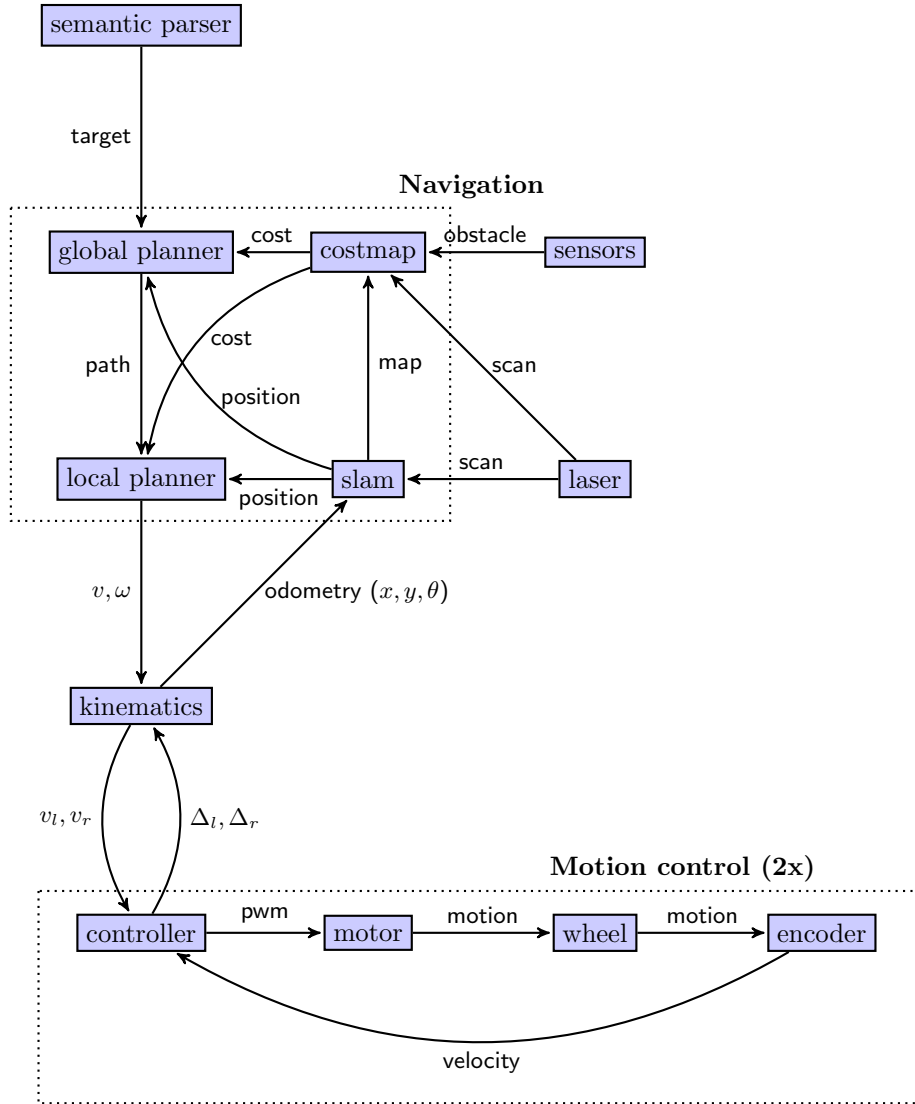 semantic parser
target
Navigation
global planner
cost
costmap
obstacle
sensors
path
cost
position
map
scan
local planner
position
slam
scan
laser
v, ω
odometry (x, y, θ)
kinematics
v_l, v_r
Δ_l, Δ_r
Motion control (2x)
controller
pwm
motor
motion
wheel
motion
encoder
velocity